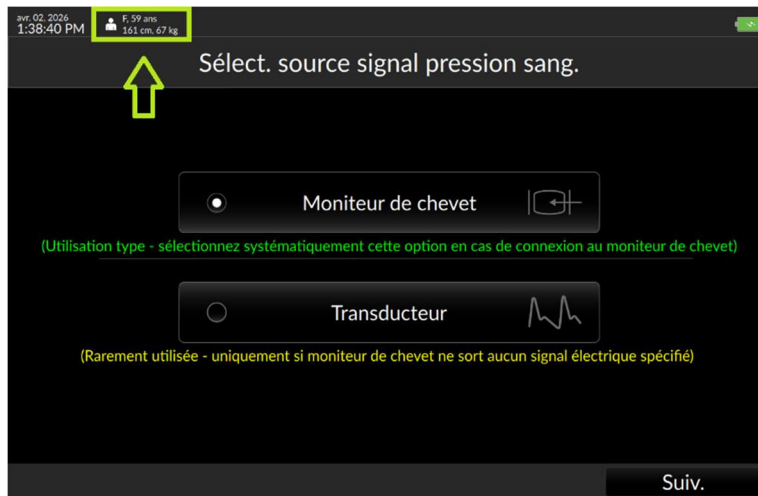 avr. 02, 2026
1:38:40 PM
F, 59 ans
161 cm, 67 kg
Sélect. source signal pression sang.
Moniteur de chevet
(Utilisation type - sélectionnez systématiquement cette option en cas de connexion au moniteur de chevet)
Transducteur
(Rarement utilisée - uniquement si moniteur de chevet ne sort aucun signal électrique spécifié)
Suiv.